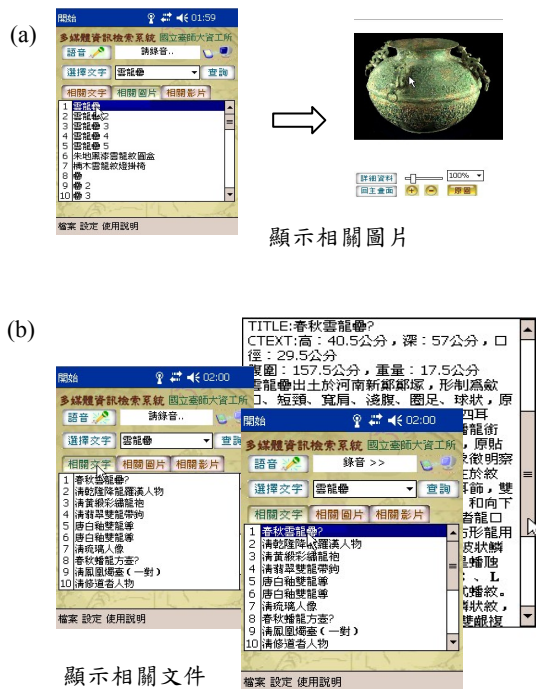 (a)
開始 01:59
多媒體資訊檢索系統 國立臺師大資工所
語音 請錄音..
選擇文字 雲龍罍 查詢
相關文字 相關圖片 相關影片
1 雲龍罍
2 雲龍罍 2
3 雲龍罍 3
4 雲龍罍 4
5 雲龍罍 5
6 朱地黑漆雲龍紋圓盒
7 楠木雲龍紋燈掛椅
8 罍
9 罍 2
10 罍 3
檔案 設定 使用說明
詳細資料 100%
回主畫面 原圖
顯示相關圖片
(b)
TITLE:春秋雲龍罍?
CTEXT:高：40.5公分，深：57公分，口
徑：29.5公分
腹圍：157.5公分，重量：17.5公分
雲龍罍出土於河南新鄭鄭塚，形制為斂
口、短頸、寬肩、淺腹、圈足、球狀，原
開始 02:00
多媒體資訊檢索系統 國立臺師大資工所
語音 請錄音..
選擇文字 雲龍罍
相關文字 相關圖片 相關影片
1 春秋雲龍罍?
2 清乾隆降龍羅漢人物
3 清黃緞彩繡龍袍
4 清翡翠雙龍帶鉤
5 唐白釉雙龍尊
6 唐白釉雙龍尊
7 清琉璃人像
8 春秋蟠龍方壺?
9 清鳳凰燭臺(一對)
10 清修道者人物
檔案 設定 使用說明
開始 02:00
多媒體資訊檢索系統 國立臺師大資工所
語音 錄音 >>
選擇文字 雲龍罍 查詢
相關文字 相關圖片 相關影片
1 春秋雲龍罍?
2 清乾隆降龍羅漢人物
3 清黃緞彩繡龍袍
4 清翡翠雙龍帶鉤
5 唐白釉雙龍尊
6 唐白釉雙龍尊
7 清琉璃人像
8 春秋蟠龍方壺?
9 清鳳凰燭臺(一對)
10 清修道者人物
檔案 設定 使用說明
顯示相關文件